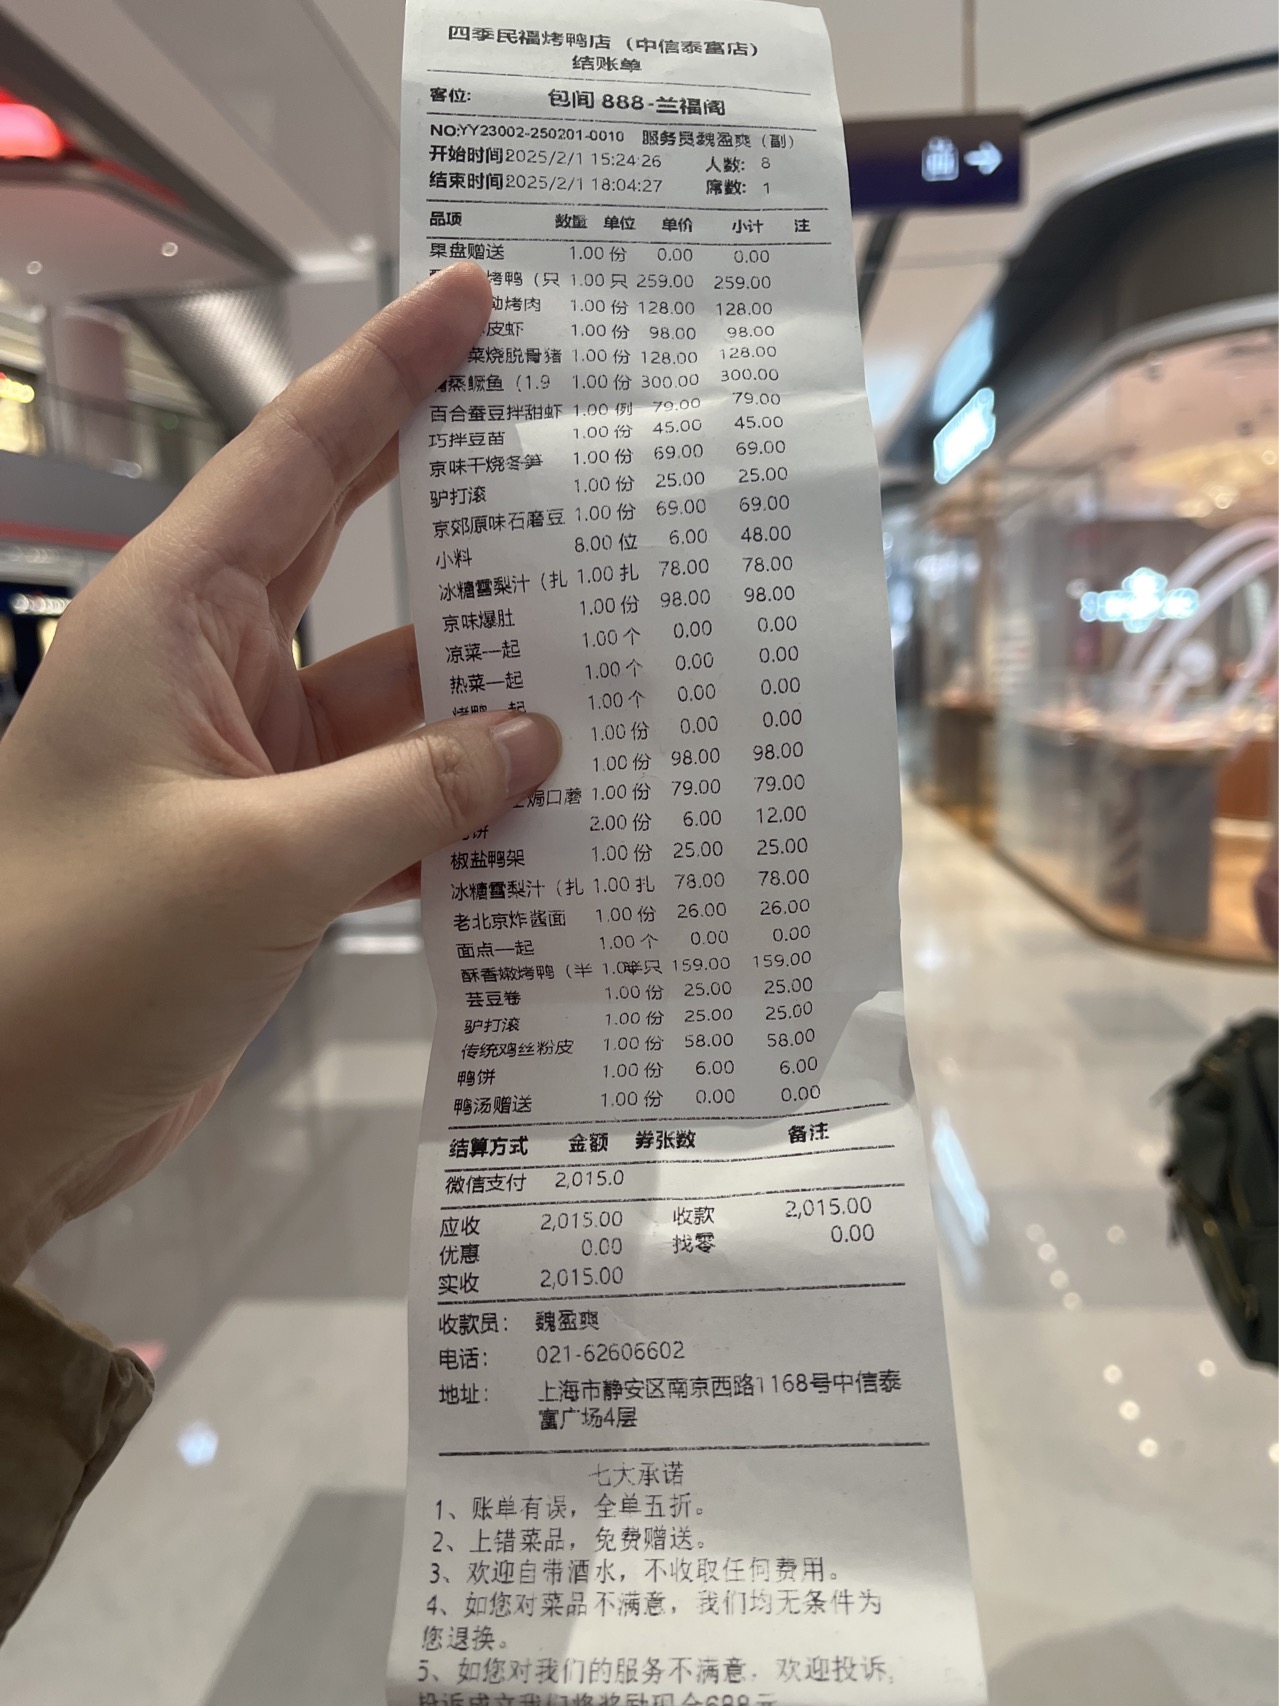 四季民福烤鸭店（中信泰富店）
结账单
客位: 包间 888-兰福阁
NO:YY23002-250201-0010 服务员魏盈爽（副）
开始时间2025/2/1 15:24:26 人数: 8
结束时间2025/2/1 18:04:27 席数: 1
品项 数量 单位 单价 小计 注
果盘赠送 1.00 份 0.00 0.00
烤鸭（只 1.00 只 259.00 259.00
烤肉 1.00 份 128.00 128.00
皮虾 1.00 份 98.00 98.00
菜烧脱骨猪 1.00 份 128.00 128.00
蒸鳜鱼（1.9 1.00 份 300.00 300.00
百合蚕豆拌甜虾 1.00 例 79.00 79.00
巧拌豆苗 1.00 份 45.00 45.00
京味干烧冬笋 1.00 份 69.00 69.00
驴打滚 1.00 份 25.00 25.00
京郊原味石磨豆 1.00 份 69.00 69.00
小料 8.00 位 6.00 48.00
冰糖雪梨汁（扎 1.00 扎 78.00 78.00
京味爆肚 1.00 份 98.00 98.00
凉菜一起 1.00 个 0.00 0.00
热菜一起 1.00 个 0.00 0.00
烤鸭一起 1.00 个 0.00 0.00
1.00 份 0.00 0.00
1.00 份 98.00 98.00
焗口蘑 1.00 份 79.00 79.00
饼 2.00 份 6.00 12.00
椒盐鸭架 1.00 份 25.00 25.00
冰糖雪梨汁（扎 1.00 扎 78.00 78.00
老北京炸酱面 1.00 份 26.00 26.00
面点一起 1.00 个 0.00 0.00
酥香嫩烤鸭（半 1.00半只 159.00 159.00
芸豆卷 1.00 份 25.00 25.00
驴打滚 1.00 份 25.00 25.00
传统鸡丝粉皮 1.00 份 58.00 58.00
鸭饼 1.00 份 6.00 6.00
鸭汤赠送 1.00 份 0.00 0.00
结算方式 金额 券张数 备注
微信支付 2,015.0
应收 2,015.00 收款 2,015.00
优惠 0.00 找零 0.00
实收 2,015.00
收款员: 魏盈爽
电话: 021-62606602
地址: 上海市静安区南京西路1168号中信泰
富广场4层
七大承诺
1、账单有误，全单五折。
2、上错菜品，免费赠送。
3、欢迎自带酒水，不收取任何费用。
4、如您对菜品不满意，我们均无条件为
您退换。
5、如您对我们的服务不满意，欢迎投诉，
投诉成立我们将奖励现金688元